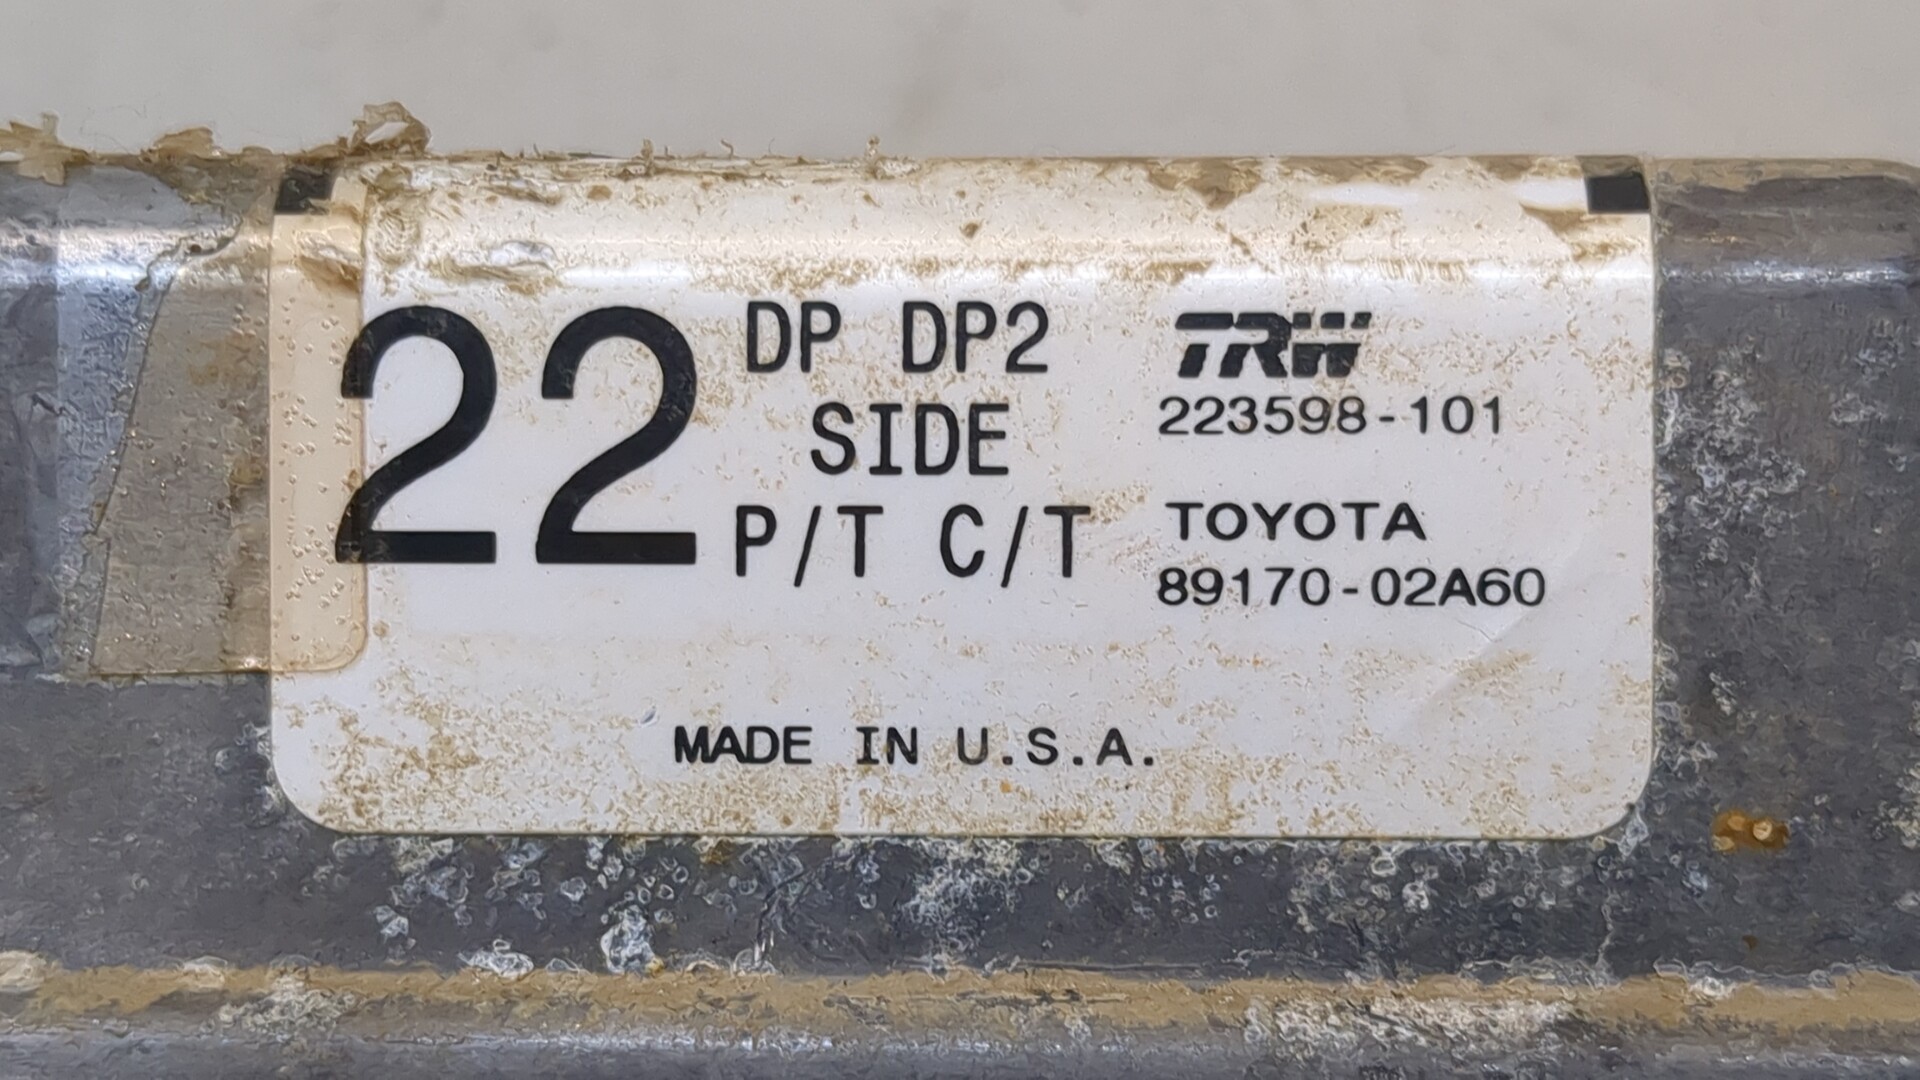 22
DP DP2
SIDE
P/T C/T
TRW
223598-101
TOYOTA
89170-02A60
MADE IN U.S.A.